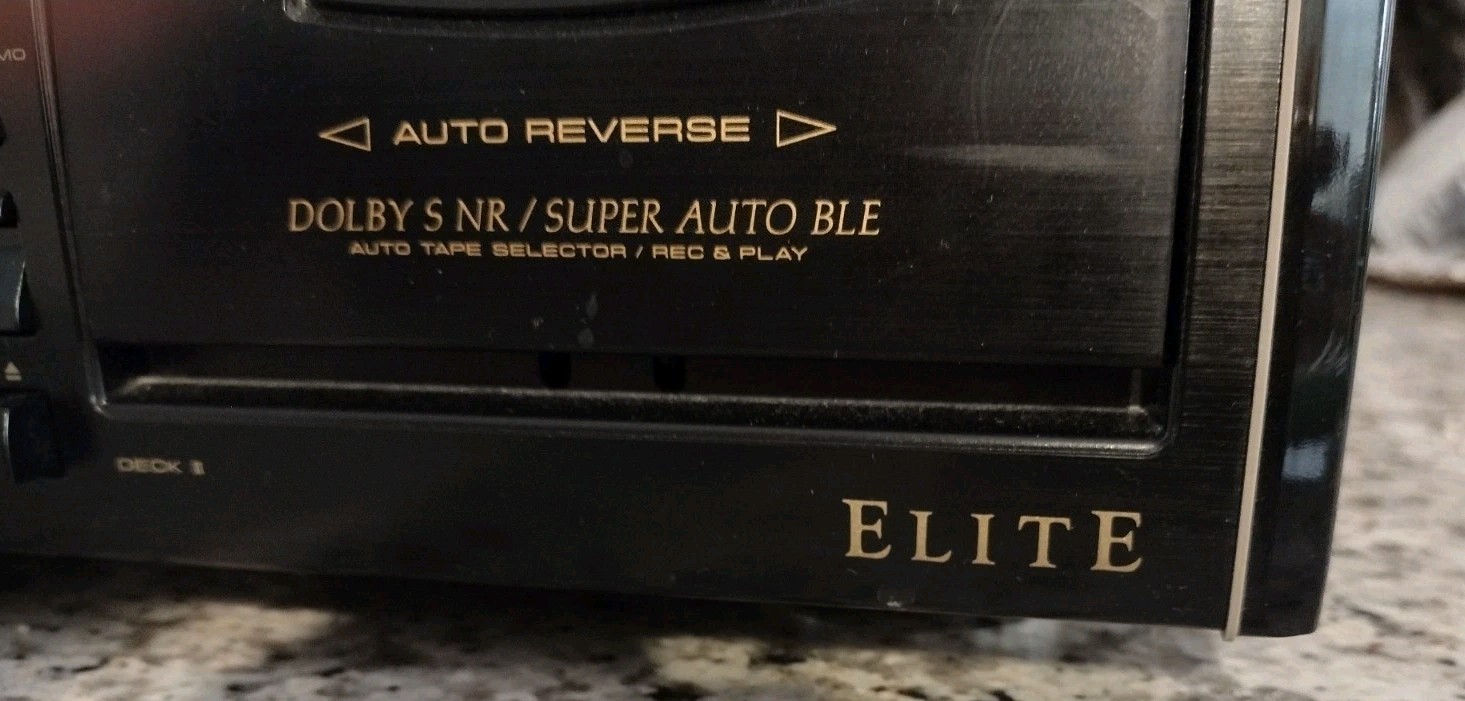 AUTO REVERSE
DOLBY S NR / SUPER AUTO BLE
AUTO TAPE SELECTOR / REC & PLAY
DECK II
ELITE